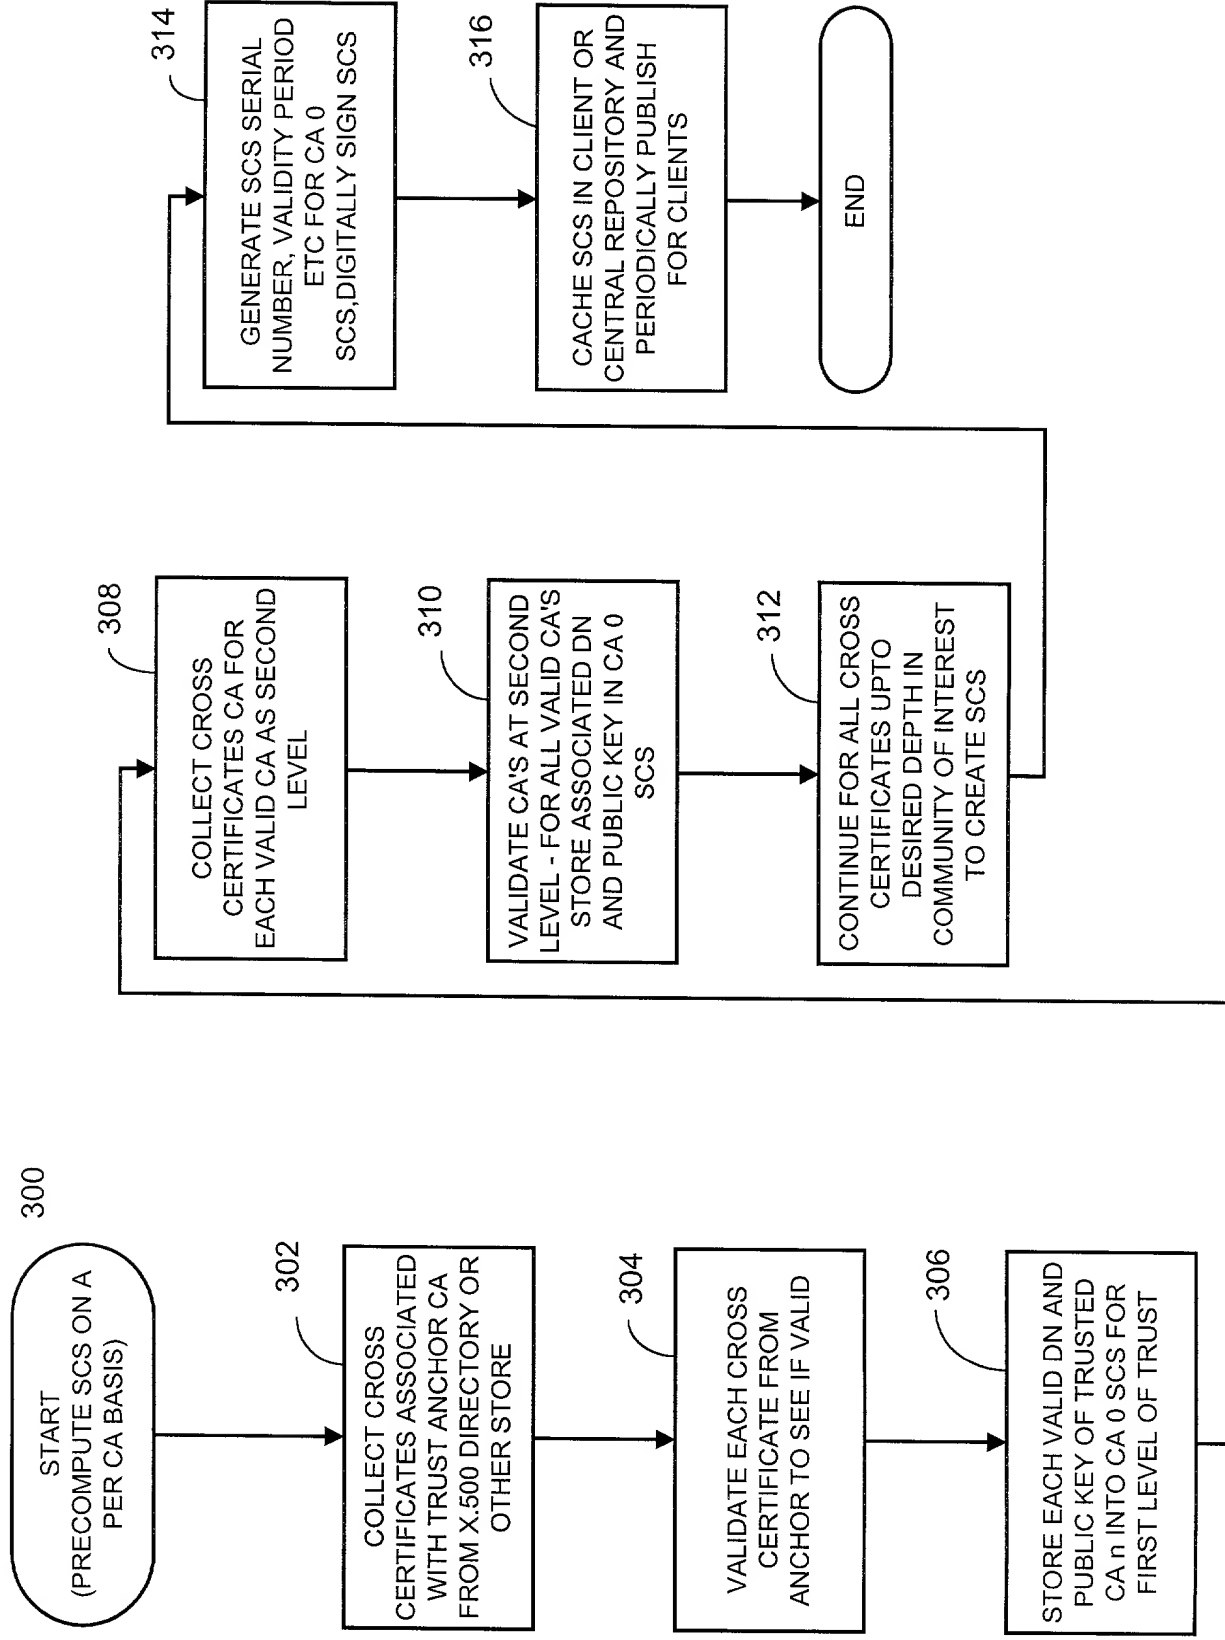 300
START
(PRECOMPUTE SCS ON A
PER CA BASIS)
302
COLLECT CROSS
CERTIFICATES ASSOCIATED
WITH TRUST ANCHOR CA
FROM X.500 DIRECTORY OR
OTHER STORE
304
VALIDATE EACH CROSS
CERTIFICATE FROM
ANCHOR TO SEE IF VALID
306
STORE EACH VALID DN AND
PUBLIC KEY OF TRUSTED
CA n INTO CA 0 SCS FOR
FIRST LEVEL OF TRUST
308
COLLECT CROSS
CERTIFICATES CA FOR
EACH VALID CA AS SECOND
LEVEL
310
VALIDATE CA'S AT SECOND
LEVEL - FOR ALL VALID CA'S
STORE ASSOCIATED DN
AND PUBLIC KEY IN CA 0
SCS
312
CONTINUE FOR ALL CROSS
CERTIFICATES UPTO
DESIRED DEPTH IN
COMMUNITY OF INTEREST
TO CREATE SCS
314
GENERATE SCS SERIAL
NUMBER, VALIDITY PERIOD
ETC FOR CA 0
SCS,DIGITALLY SIGN SCS
316
CACHE SCS IN CLIENT OR
CENTRAL REPOSITORY AND
PERIODICALLY PUBLISH
FOR CLIENTS
END